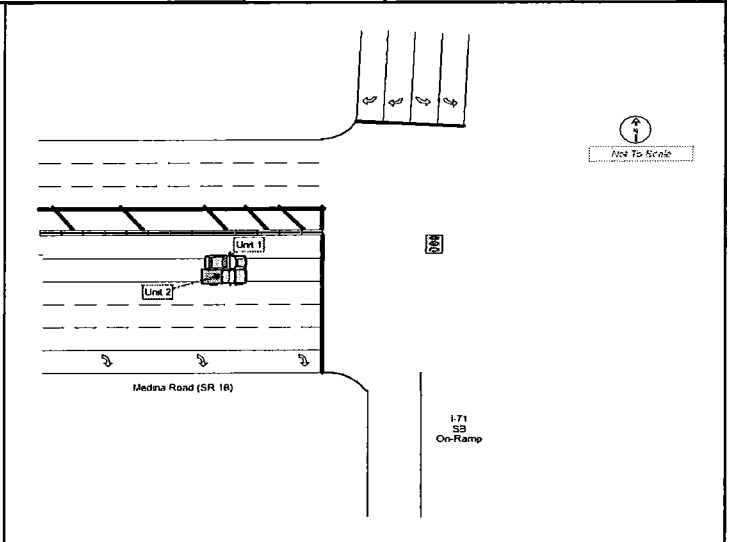 N
Not To Scale
Unit 1
Unit 2
Medina Road (SR 18)
I-71
SB
On-Ramp